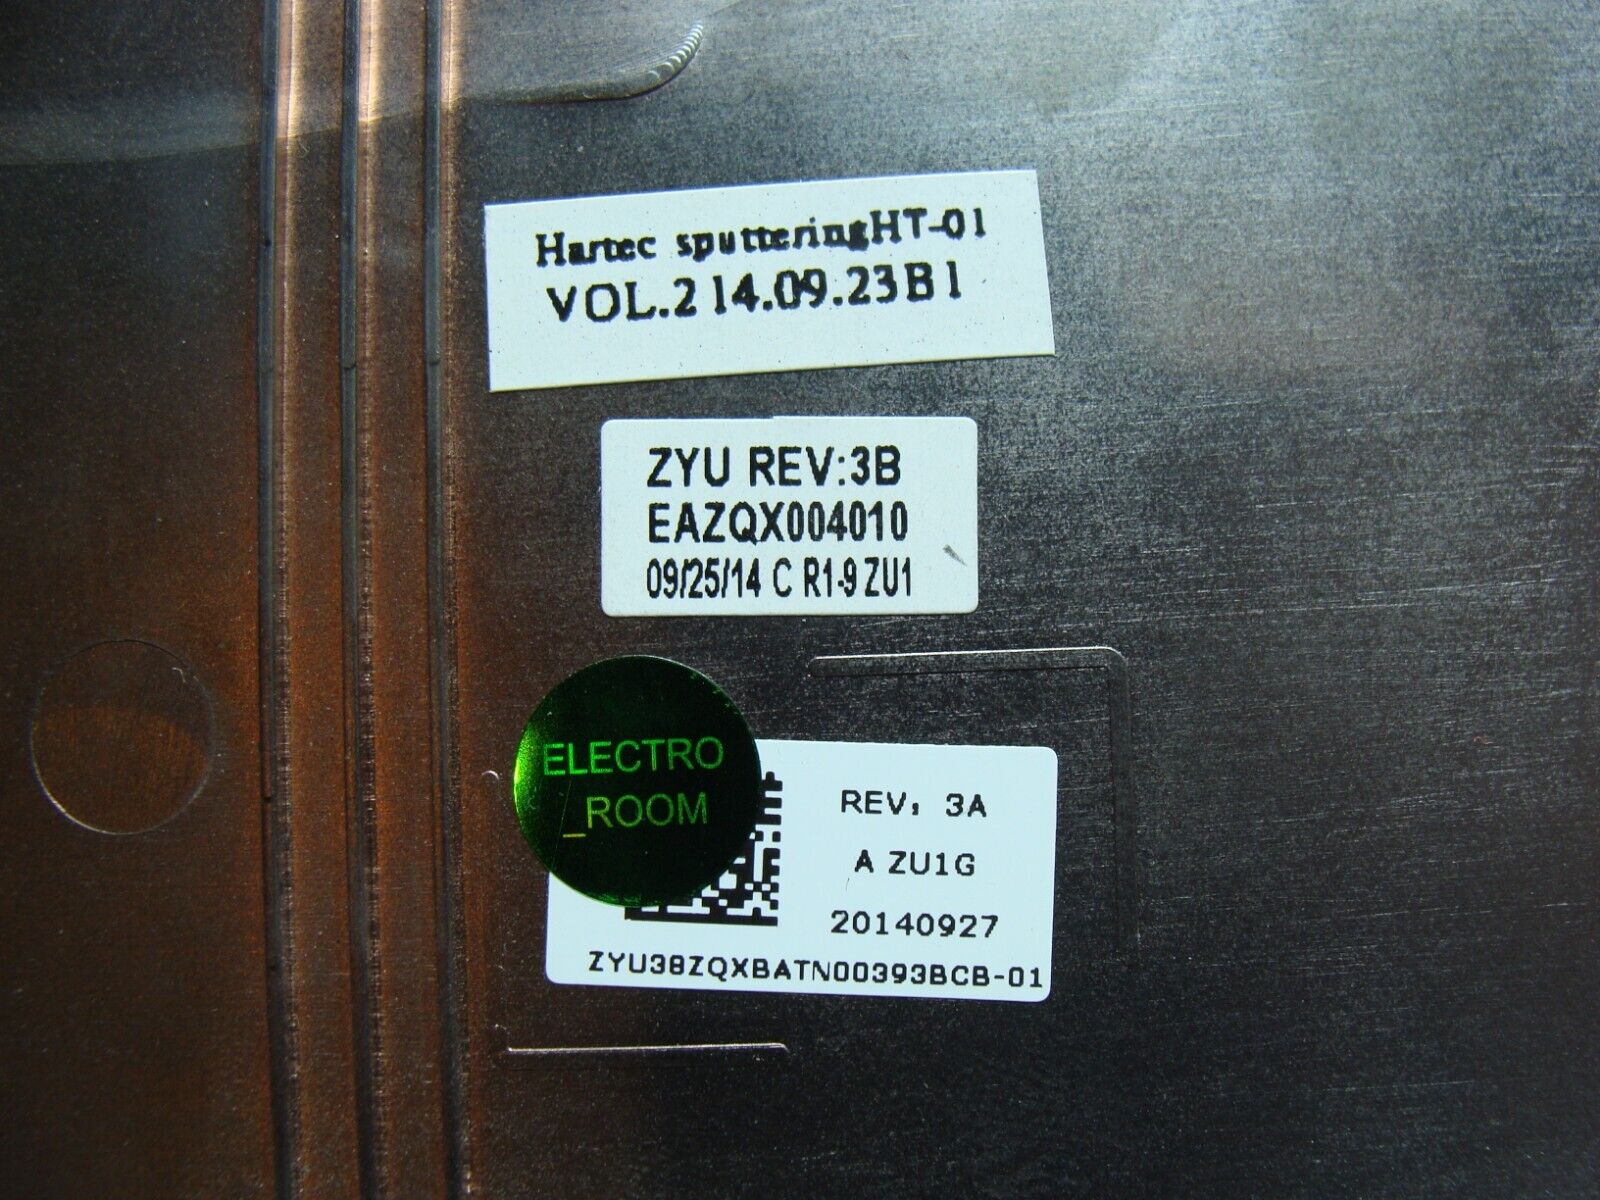 Hartec sputteringHT-01
VOL.2 14.09.23B1
ZYU REV:3B
EAZQX004010
09/25/14 C R1-9 ZU1
ELECTRO
_ROOM
REV: 3A
A ZU1G
20140927
ZYU38ZQXBATN00393BCB-01